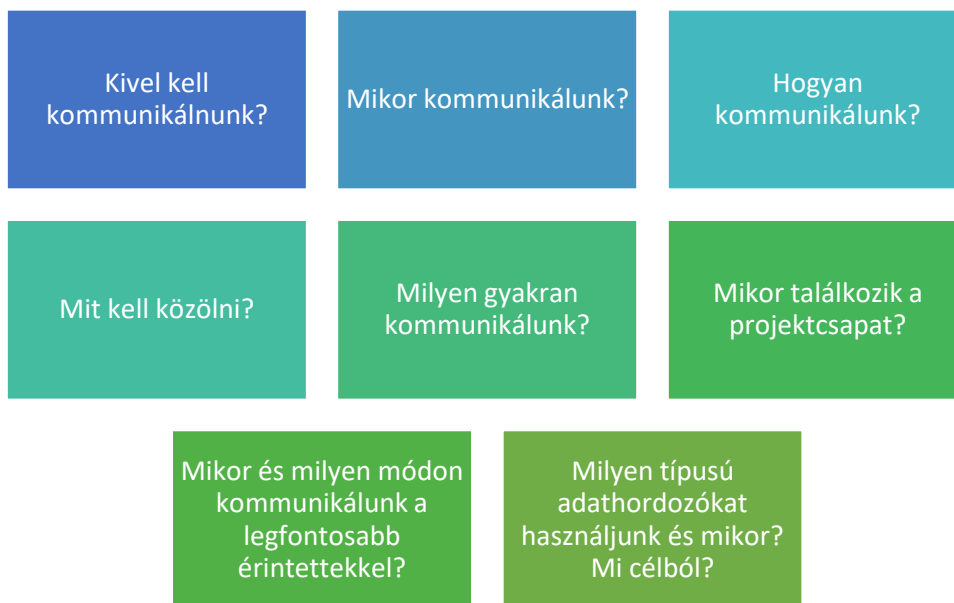 Kivel kell
kommunikálnunk?
Mikor kommunikálunk?
Hogyan
kommunikálunk?
Mit kell közölni?
Milyen gyakran
kommunikálunk?
Mikor találkozik a
projektcsapat?
Mikor és milyen módon
kommunikálunk a
legfontosabb
érintettekkel?
Milyen típusú
adathordozókat
használjunk és mikor?
Mi célból?